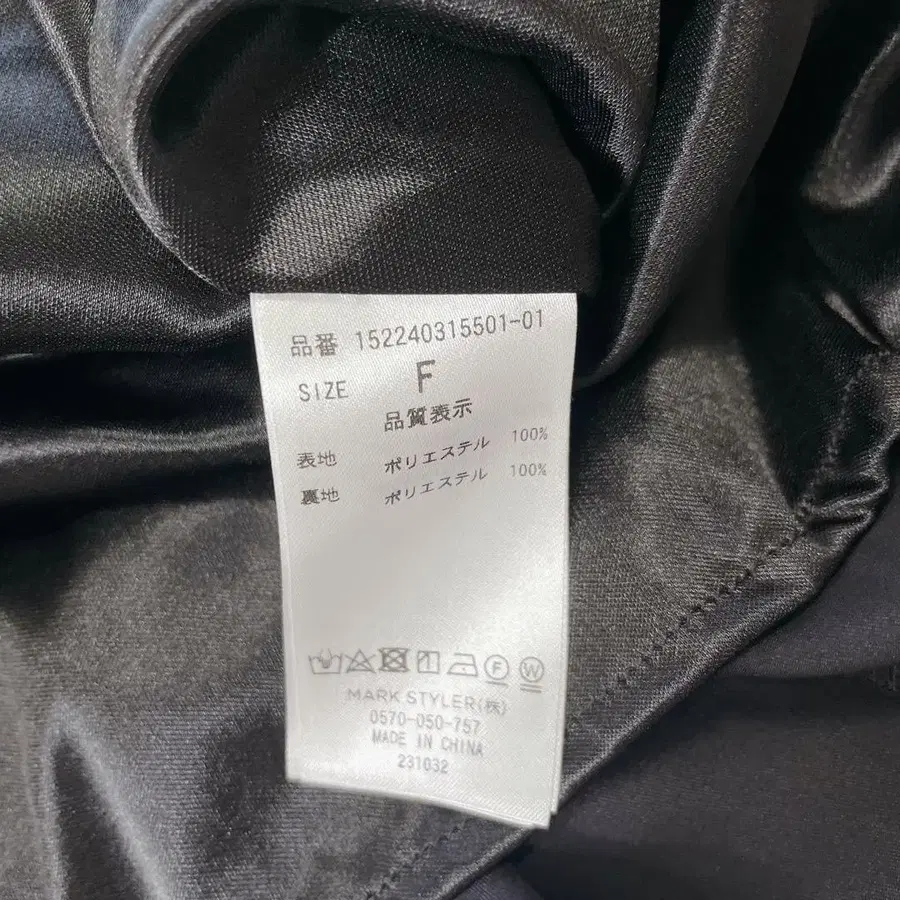 品番 152240315501-01
SIZE F
品質表示
表地 ポリエステル 100%
裏地 ポリエステル 100%
F W
MARK STYLER(株)
0570-050-757
MADE IN CHINA
231032